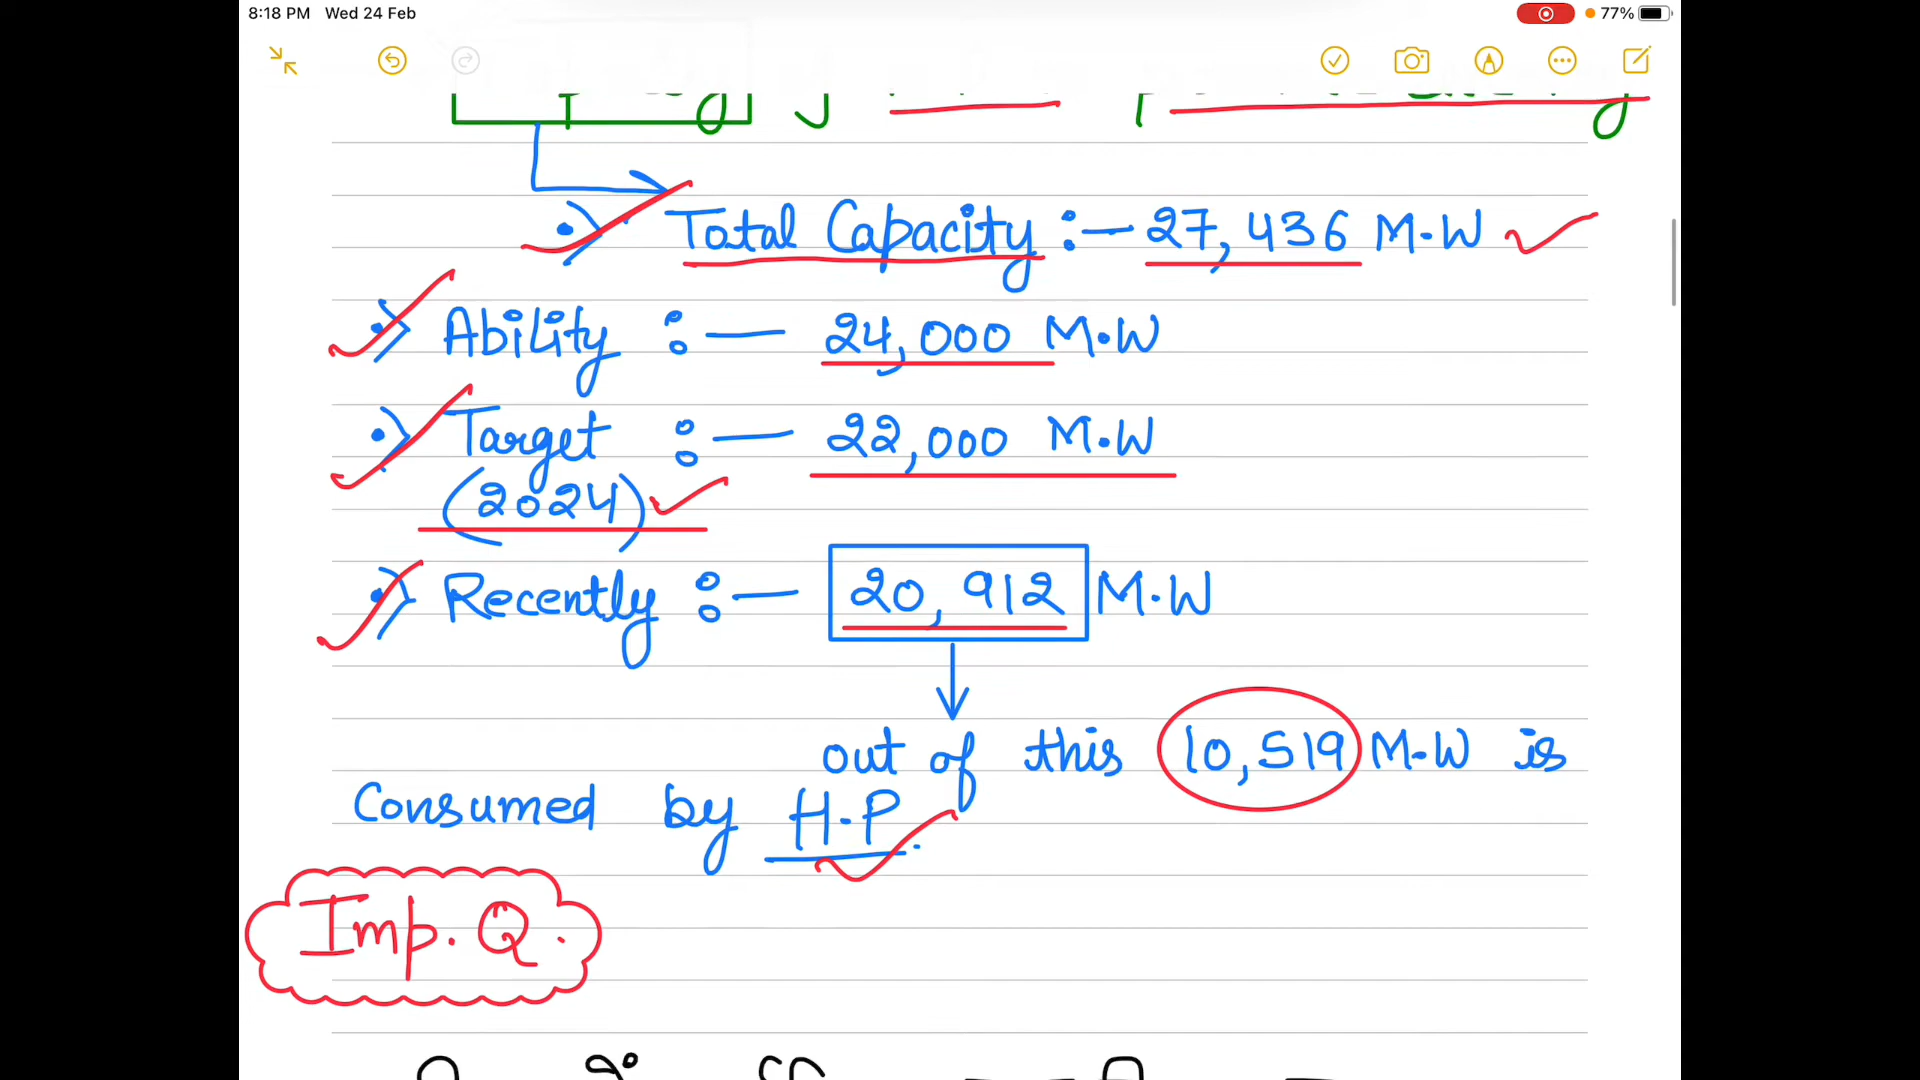 8:18 PM Wed 24 Feb 77%
Total Capacity :- 27,436 M.W
Ability :- 24,000 M.W
Target :- 22,000 M.W
(2024)
Recently :- 20,912 M.W
out of this 10,519 M.W is
Consumed by H.P.
Imp. Q.